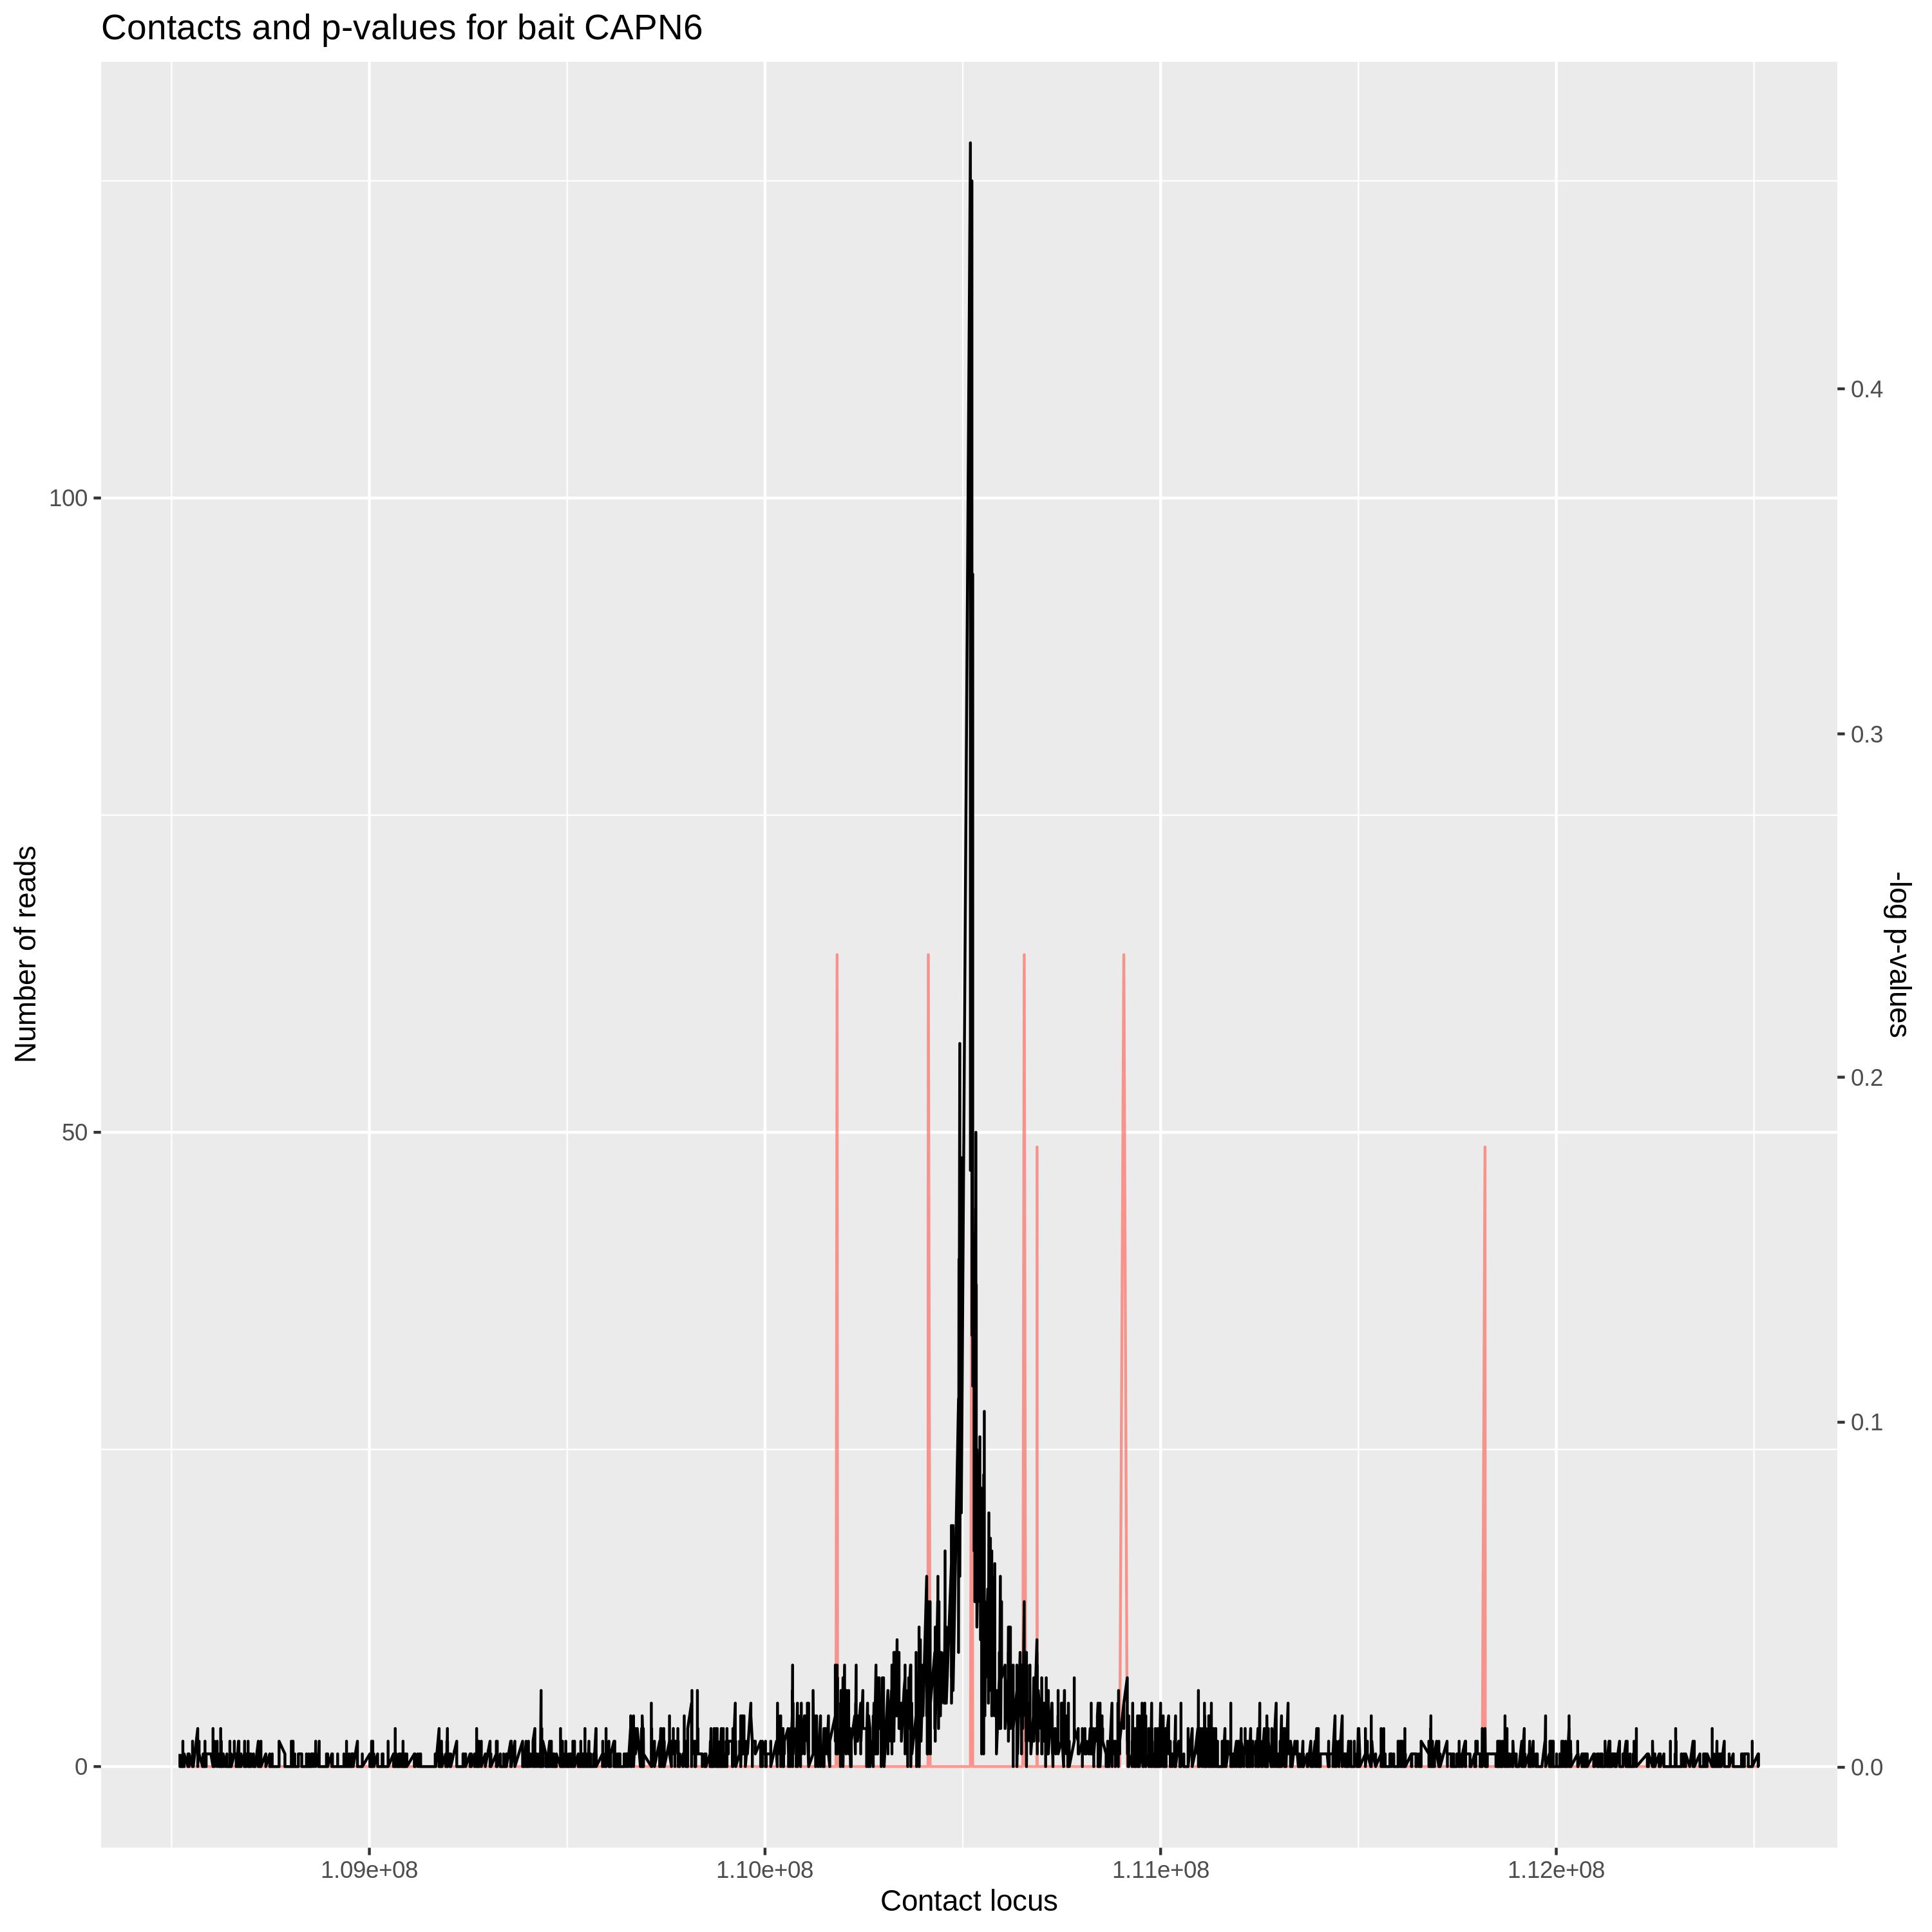 Contacts and p-values for bait CAPN6
Number of reads
100
50
0
0.4
0.3
0.2
0.1
0.0
-log p-values
1.09e+08 1.10e+08 1.11e+08 1.12e+08
Contact locus